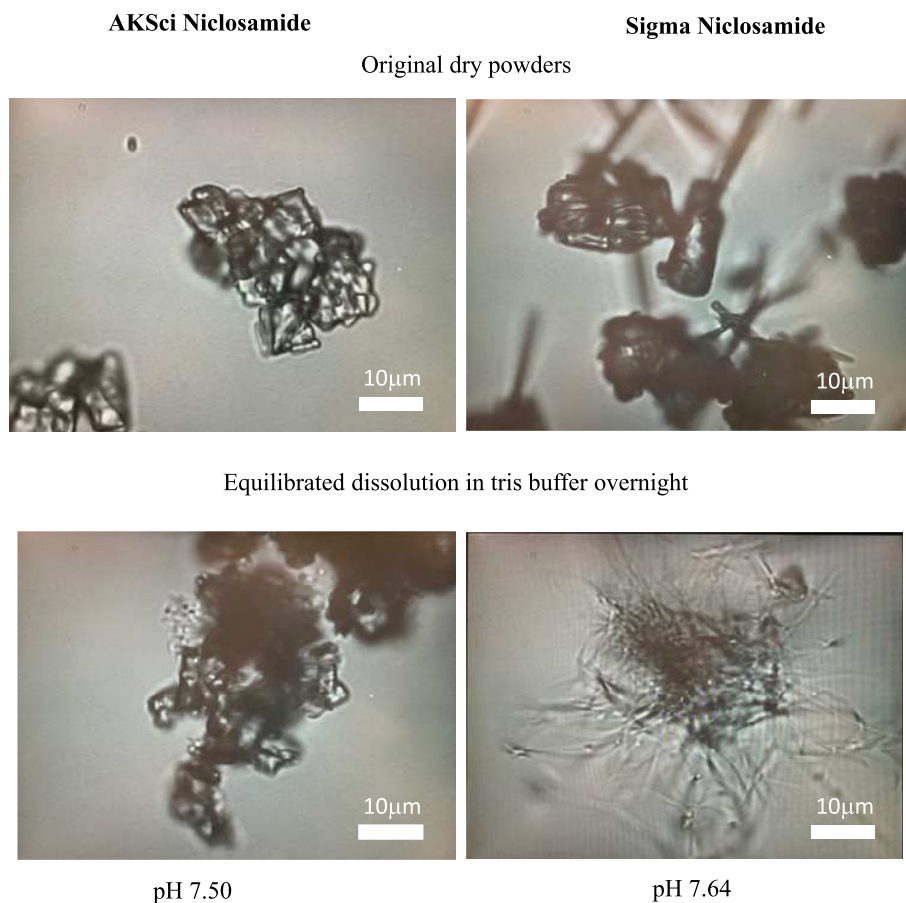 AKSci Niclosamide
Sigma Niclosamide
Original dry powders
10μm
10μm
Equilibrated dissolution in tris buffer overnight
10μm
10μm
pH 7.50
pH 7.64